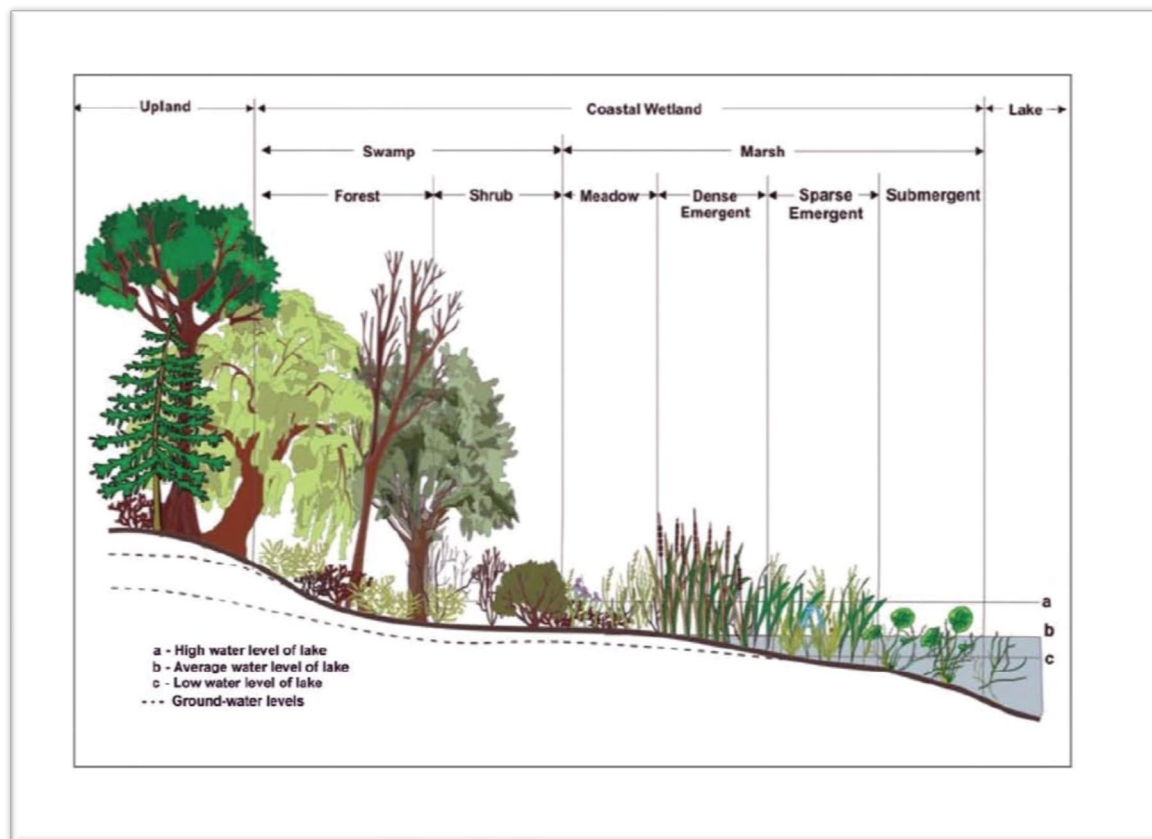 Upland
Coastal Wetland
Lake
Swamp
Marsh
Forest
Shrub
Meadow
Dense
Emergent
Sparse
Emergent
Submergent
a
b
c
a - High water level of lake
b - Average water level of lake
c - Low water level of lake
--- Ground-water levels